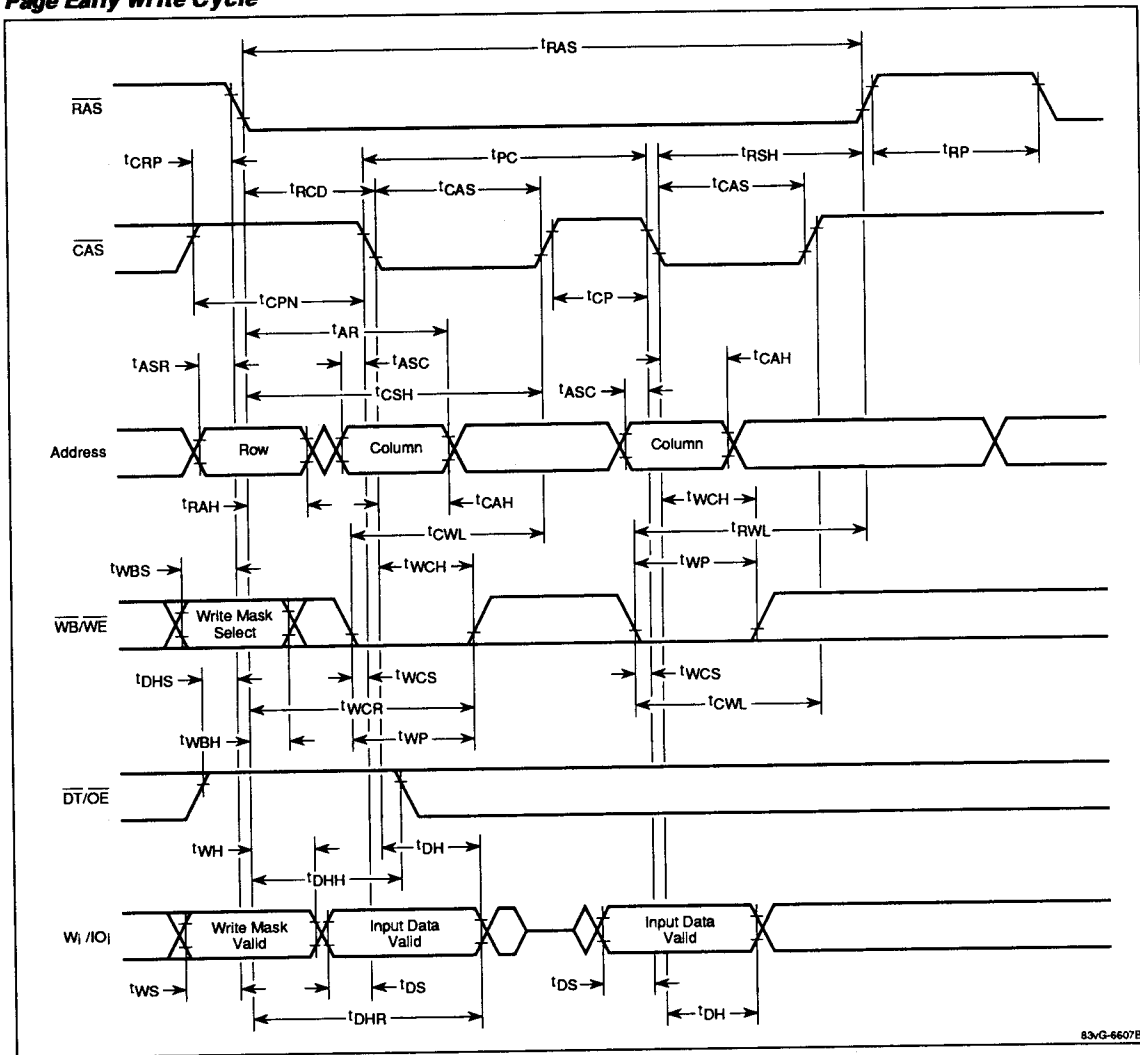 Page Early Write Cycle
tRAS
RAS
tCRP
tPC
tRSH
tRP
tRCD
tCAS
tCAS
CAS
tCPN
tCP
tAR
tASR
tASC
tCAH
tCSH
tASC
Address
Row
Column
Column
tRAH
tCAH
tWCH
tCWL
tRWL
tWBS
tWCH
tWP
WB/WE
Write Mask
Select
tDHS
tWCS
tWCS
tWCR
tCWL
tWBH
tWP
DT/OE
tWH
tDH
tDHH
Wi /IOi
Write Mask
Valid
Input Data
Valid
Input Data
Valid
tWS
tDS
tDS
tDHR
tDH
83vG-6607B